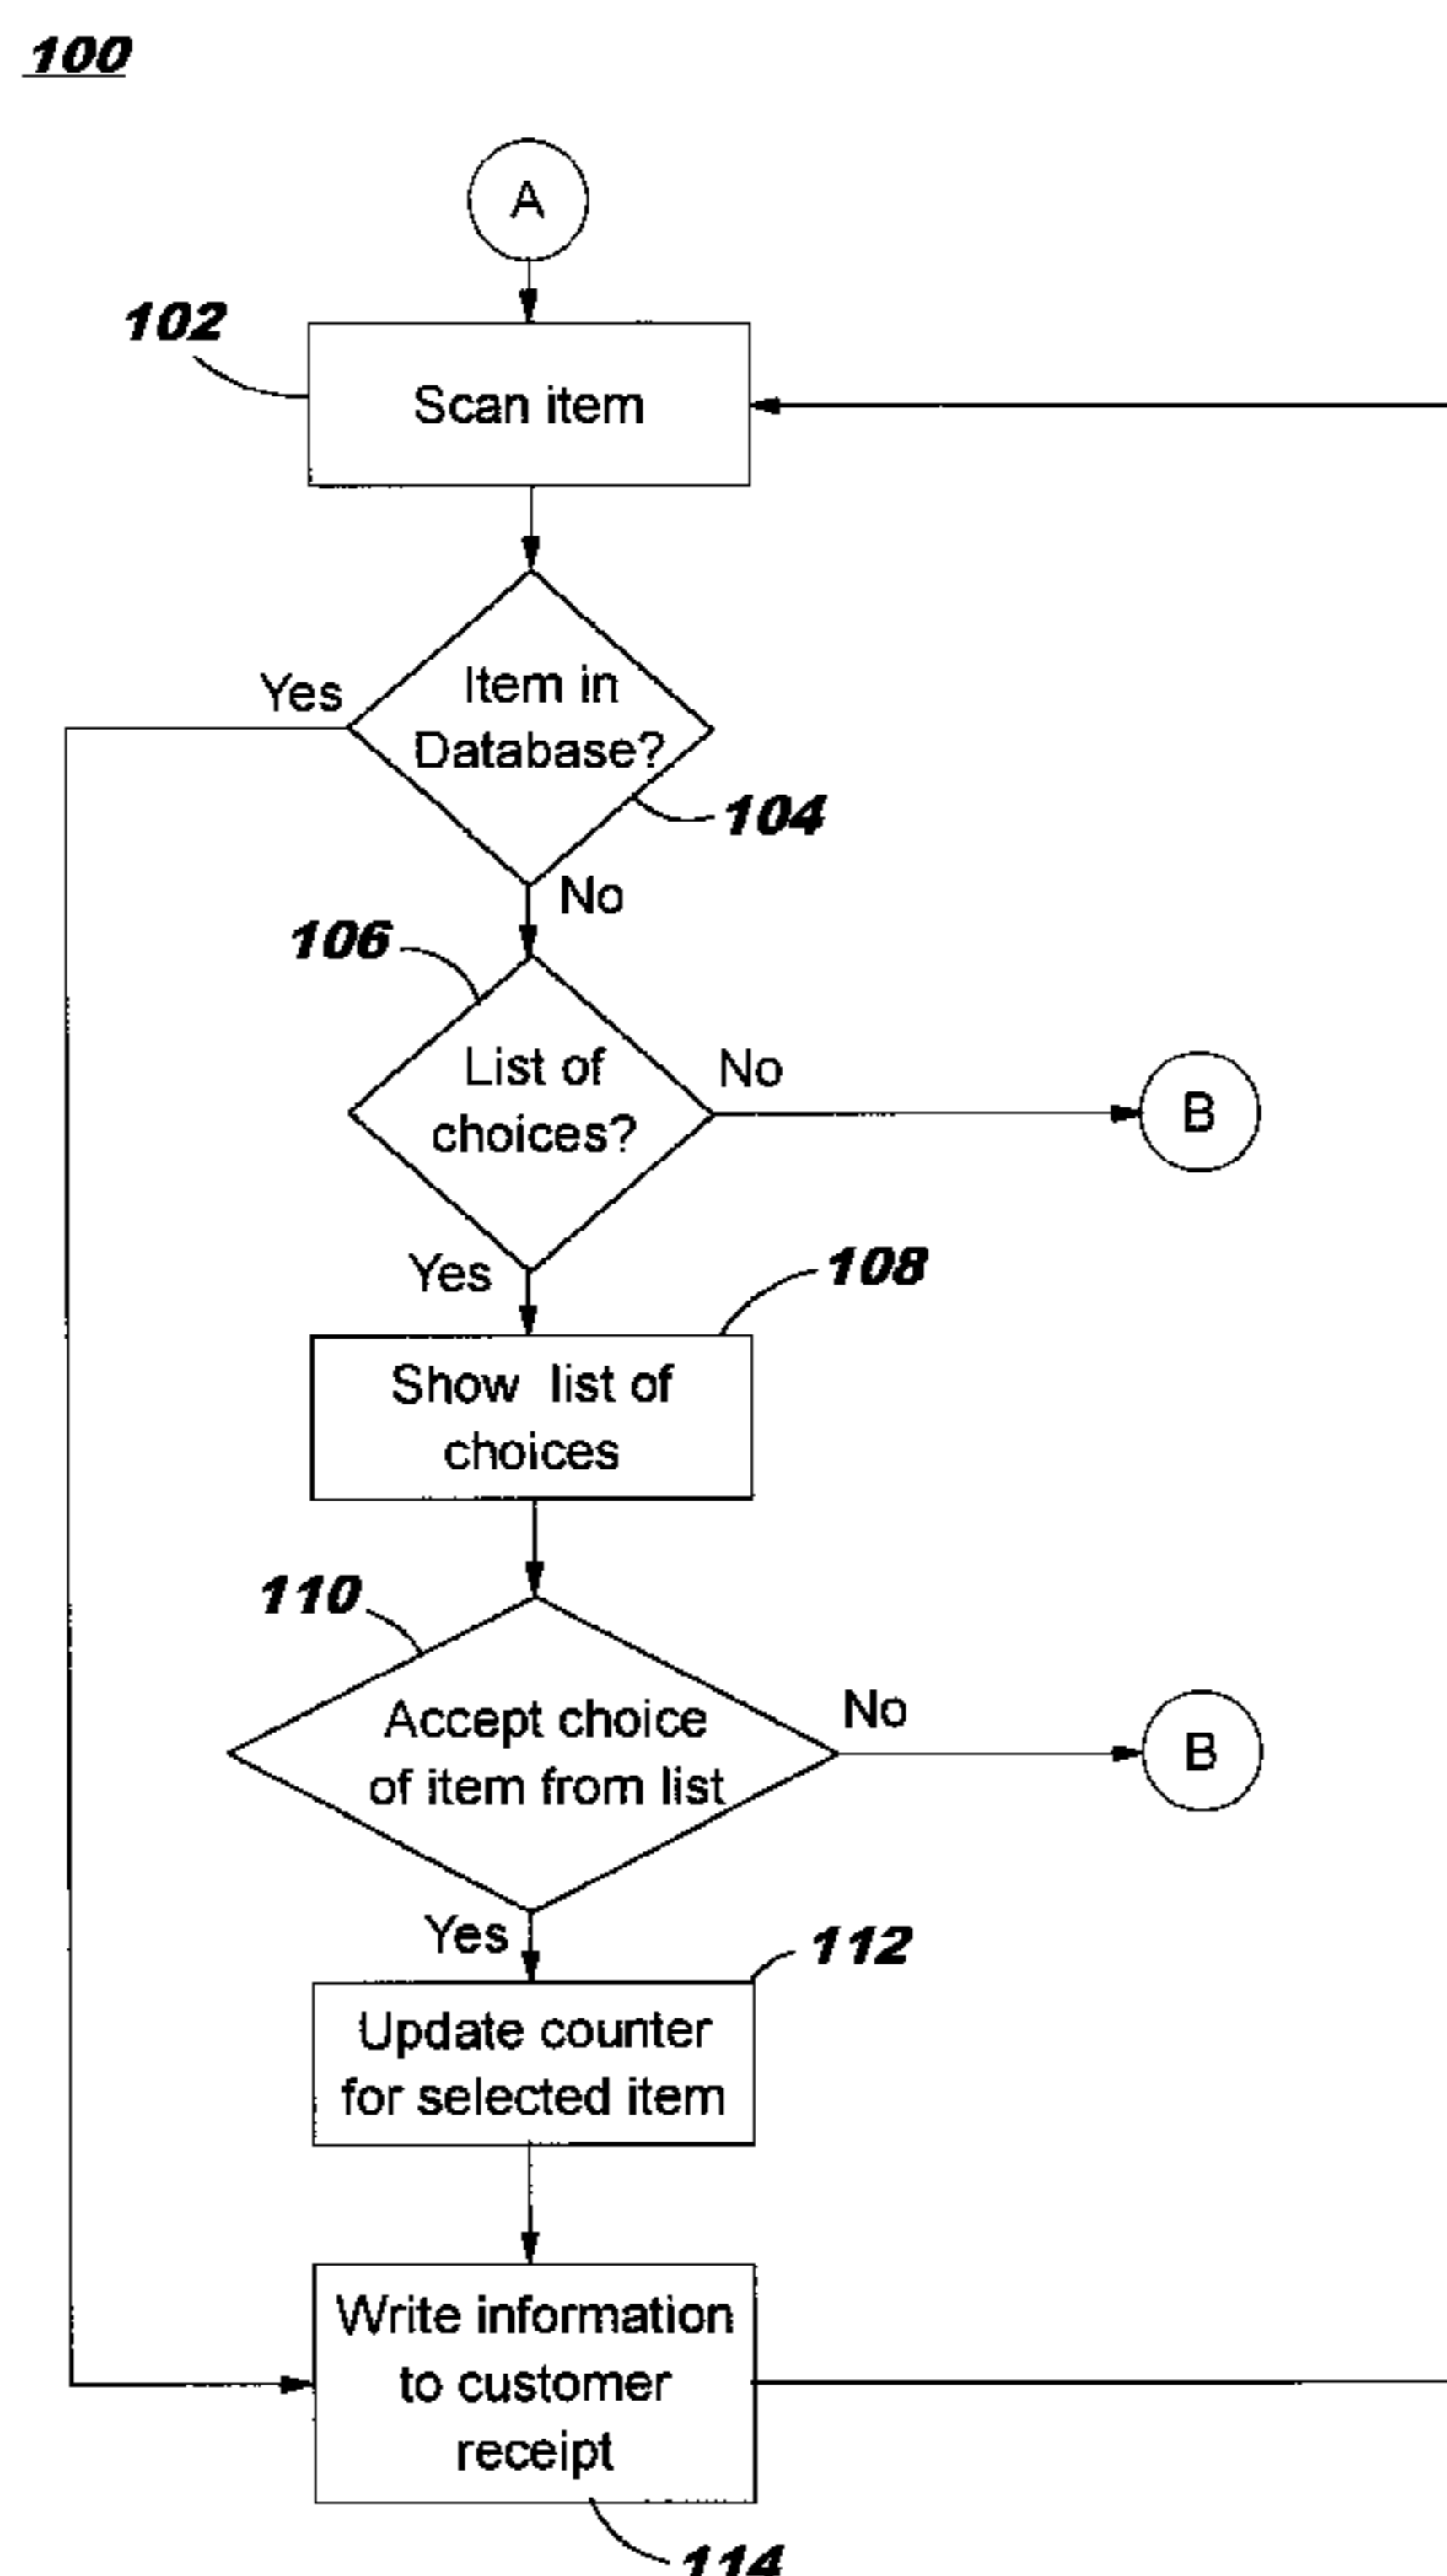 100
A
102
Scan item
Yes
Item in
Database?
104
No
106
List of
choices?
No
B
Yes
108
Show list of
choices
110
Accept choice
of item from list
No
B
Yes
112
Update counter
for selected item
Write information
to customer
receipt
114